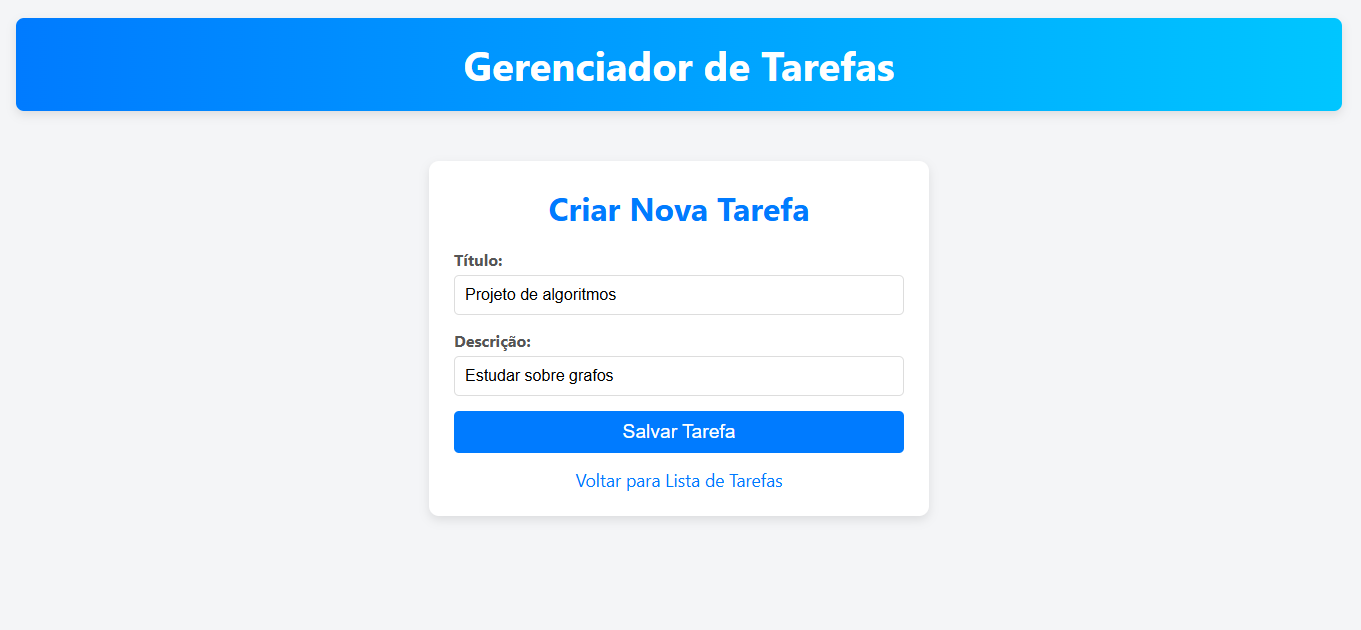 Gerenciador de Tarefas
Criar Nova Tarefa
Título:
Projeto de algoritmos
Descrição:
Estudar sobre grafos
Salvar Tarefa
Voltar para Lista de Tarefas